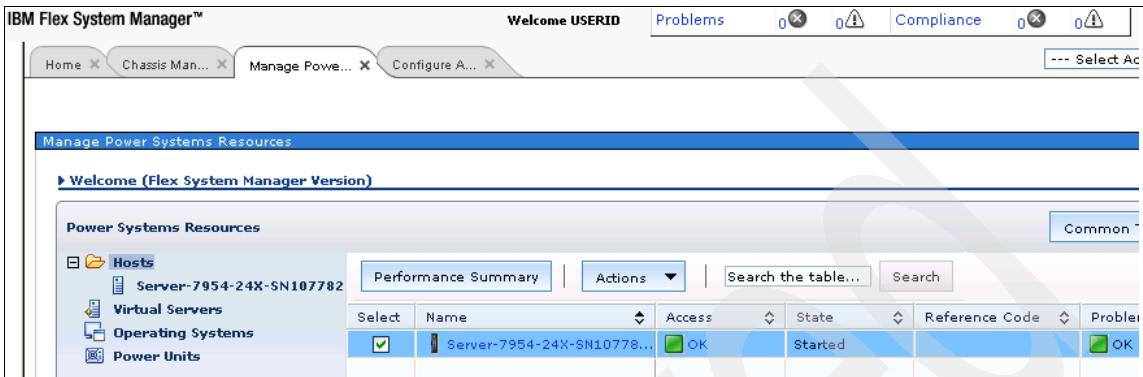 IBM Flex System Manager™ Welcome USERID Problems 0 0 Compliance 0 0
Home Chassis Man... Manage Powe... Configure A... --- Select Ac
Manage Power Systems Resources
Welcome (Flex System Manager Version)
Power Systems Resources Common
Hosts
Server-7954-24X-SN107782
Virtual Servers
Operating Systems
Power Units
Performance Summary Actions Search the table... Search
Select Name Access State Reference Code Problem
Server-7954-24X-SN10778... OK Started OK